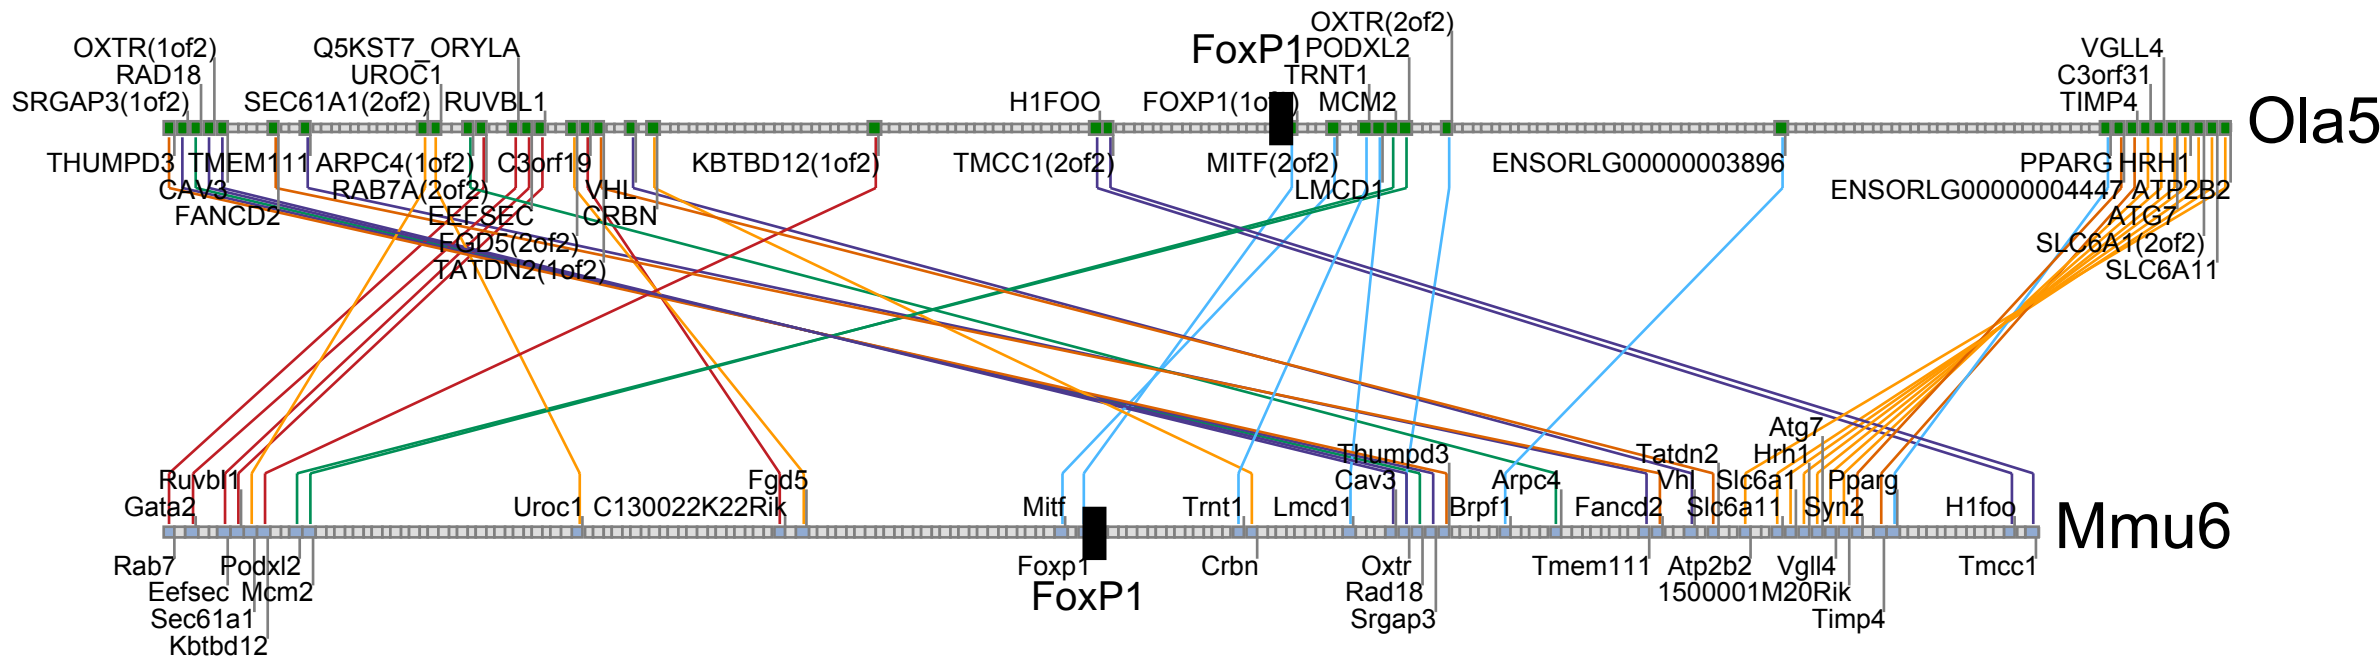 OXTR(2of2)
OXTR(1of2) Q5KST7_ORYLA FoxP1 PODXL2 VGLL4
RAD18 UROC1 TRNT1 C3orf31
SRGAP3(1of2) SEC61A1(2of2) RUVBL1 H1FOO MCM2 TIMP4
Ola5
THUMPD3 TMEM111 ARPC4(1of2) C3orf19 KBTBD12(1of2) TMCC1(2of2) MITF(2of2) ENSORLG00000003896 PPARG HRH1
CAV3 RAB7A(2of2) VHL LMCD1 ENSORLG00000004447 ATP2B2
FANCD2 EEFSEC CRBN ATG7
FGD5(2of2) SLC6A1(2of2)
TATDN2(1of2) SLC6A11
Atg7
Thumpd3 Tatdn2 Hrh1
Ruvbl1 Fgd5 Cav3 Arpc4 Vhl Slc6a1 Pparg
Gata2 Uroc1 C130022K22Rik Mitf Trnt1 Lmcd1 Brpf1 Fancd2 Slc6a11 Syn2 H1foo
Mmu6
Rab7 Podxl2 Foxp1 Crbn Oxtr Tmem111 Atp2b2 Vgll4 Tmcc1
Eefsec Mcm2 FoxP1 Rad18 1500001M20Rik
Sec61a1 Srgap3 Timp4
Kbtbd12